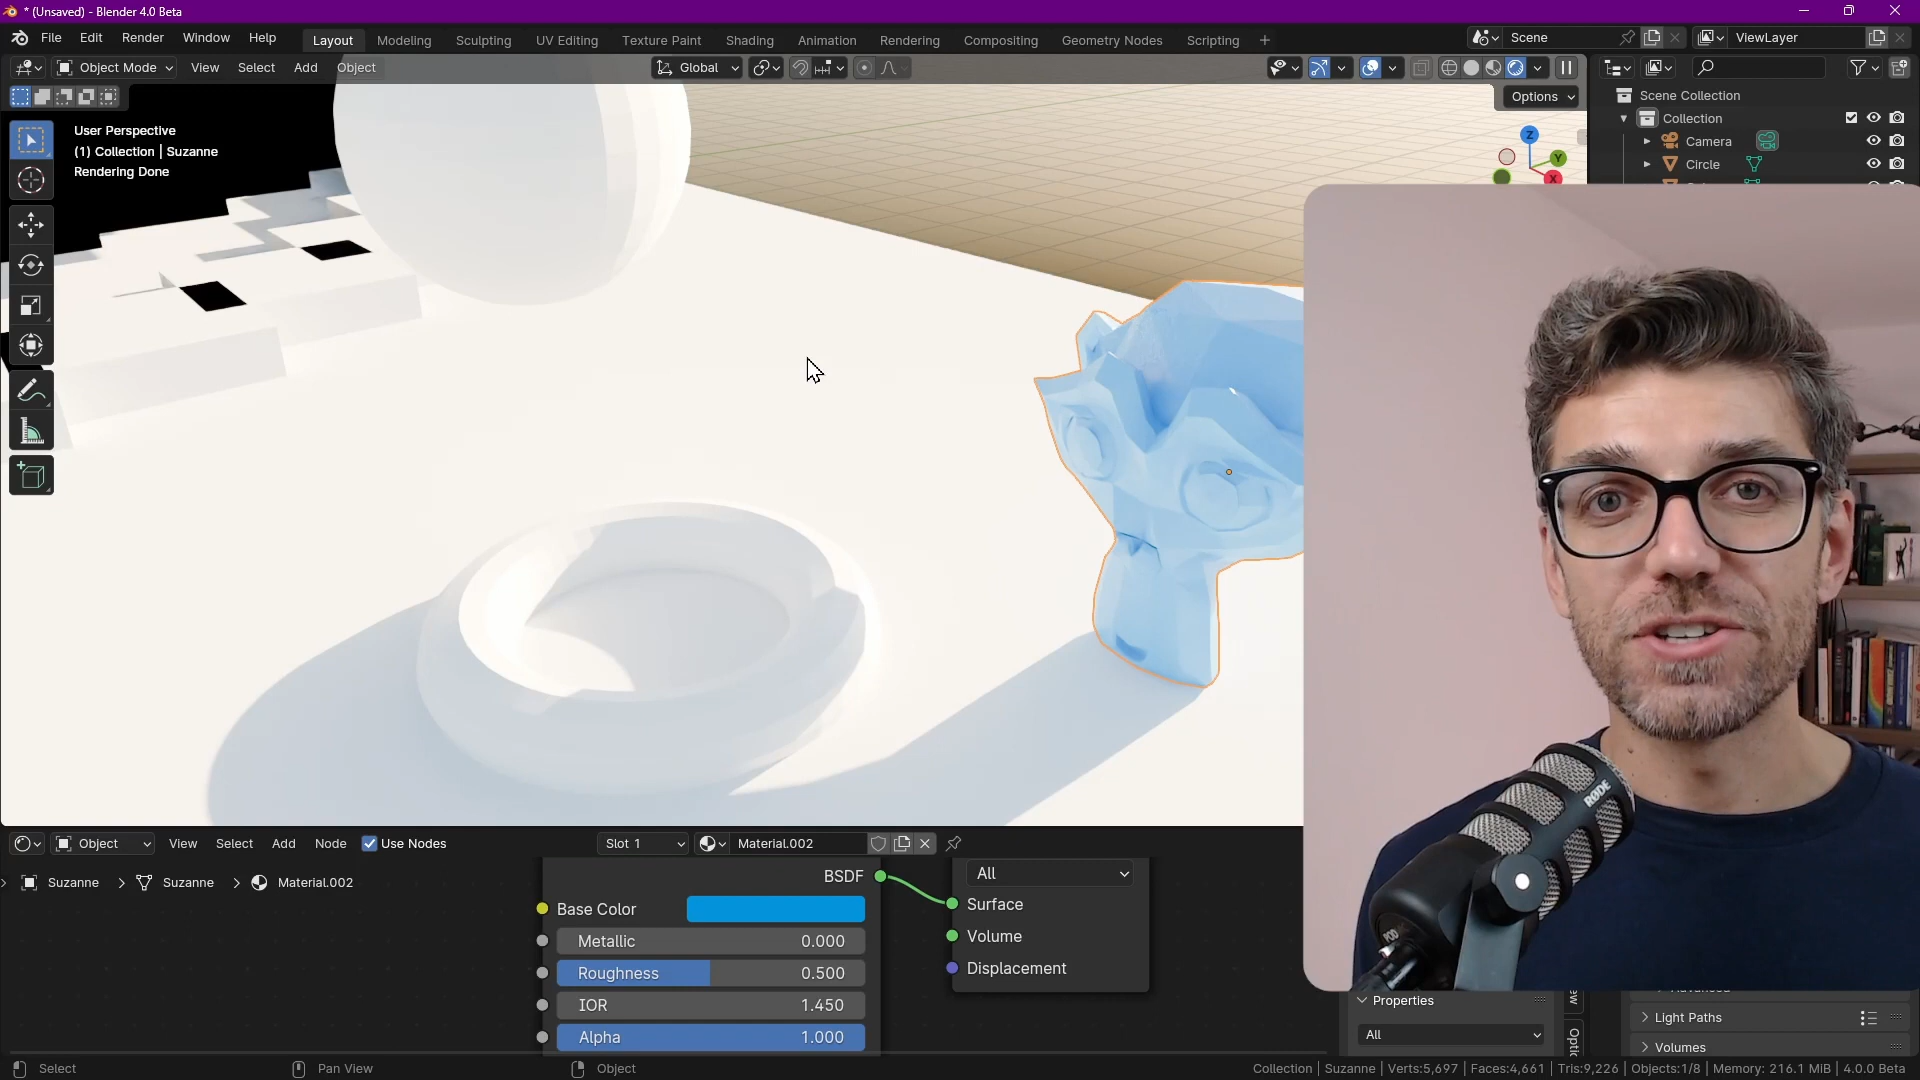 * (Unsaved) - Blender 4.0 Beta
File Edit Render Window Help Layout Modeling Sculpting UV Editing Texture Paint Shading Animation Rendering Compositing Geometry Nodes Scripting + Scene ViewLayer
Object Mode View Select Add Object Global
Options
Scene Collection
Collection
Camera
Circle
User Perspective
(1) Collection | Suzanne
Rendering Done
Z
Y
X
RØDE
Object View Select Add Node Use Nodes Slot 1 Material.002
Suzanne > Suzanne > Material.002
BSDF
Base Color
Metallic 0.000
Roughness 0.500
IOR 1.450
Alpha 1.000
All
Surface
Volume
Displacement
Properties
All
Light Paths
Volumes
Select Pan View Object
Collection | Suzanne | Verts:5,697 | Faces:4,661 | Tris:9,226 | Objects:1/8 | Memory: 216.1 MiB | 4.0.0 Beta